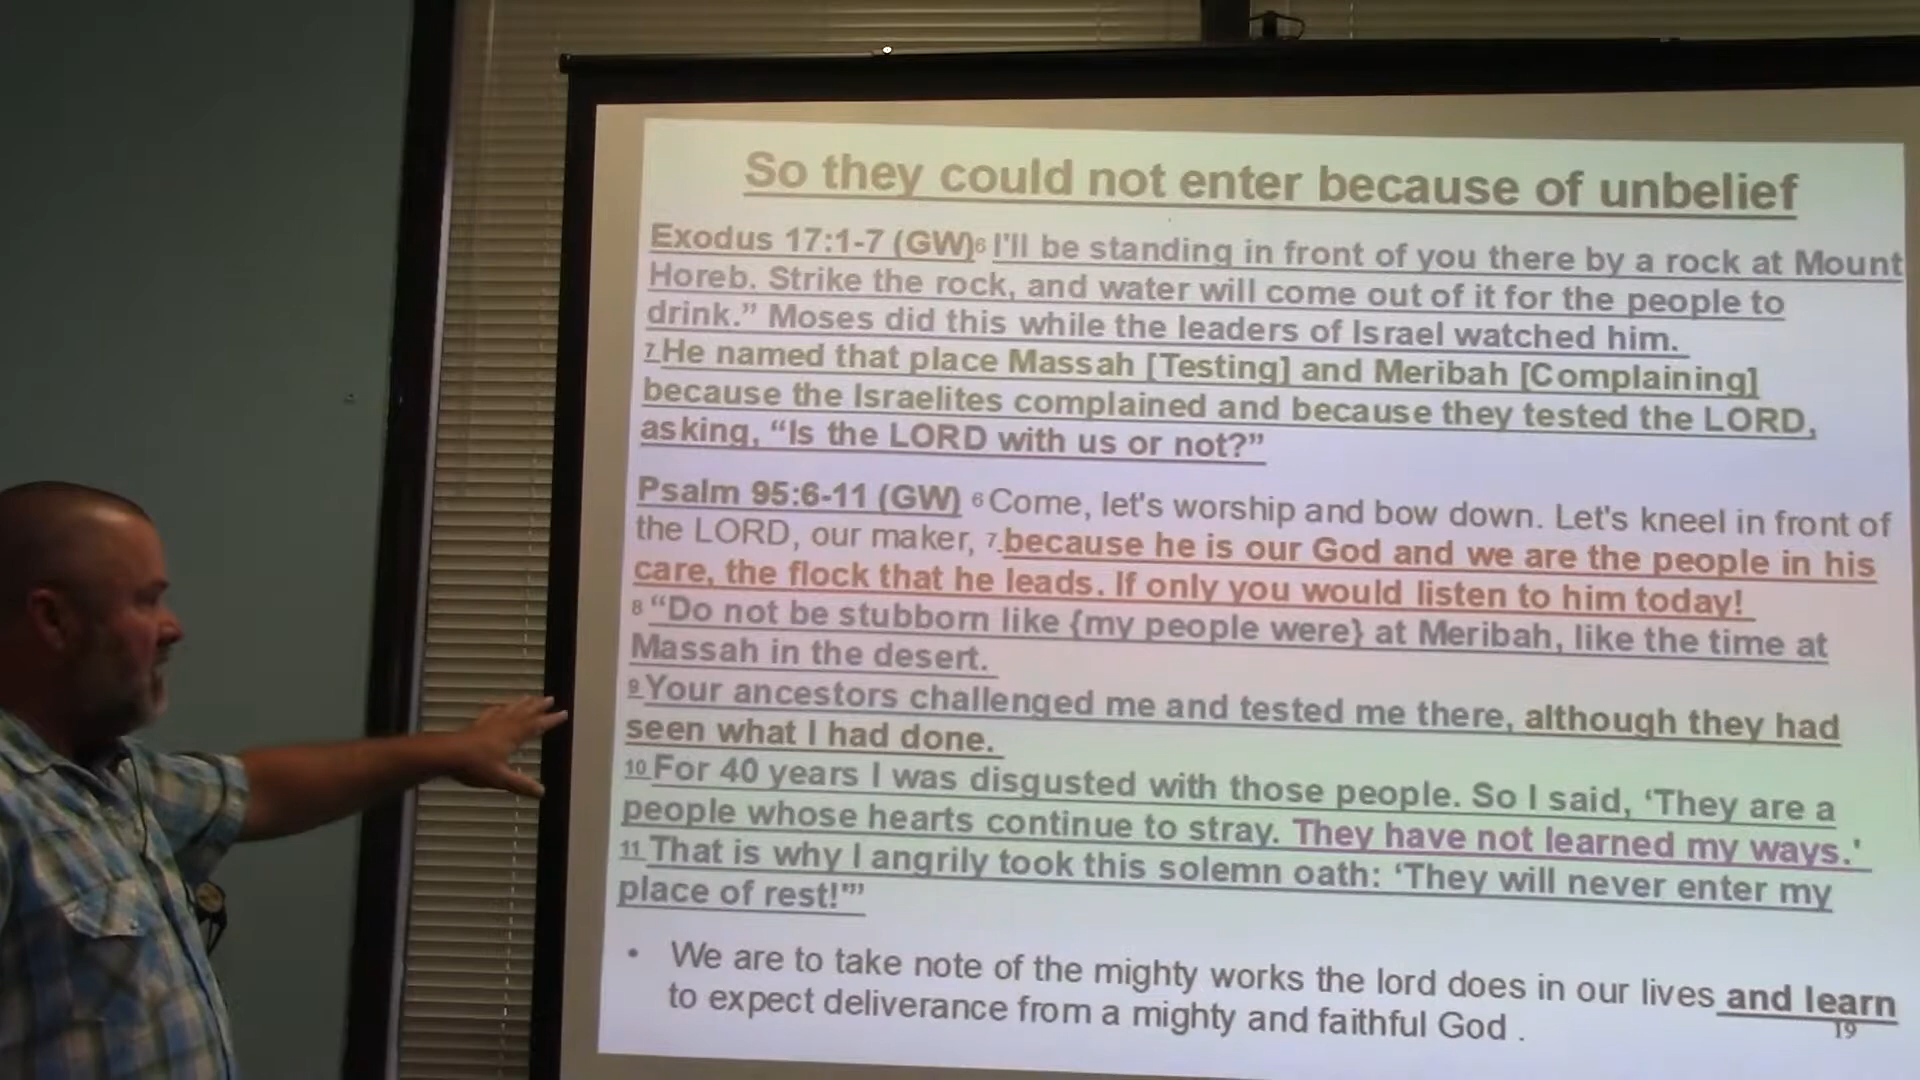 So they could not enter because of unbelief
Exodus 17:1-7 (GW)6 I'll be standing in front of you there by a rock at Mount
Horeb. Strike the rock, and water will come out of it for the people to
drink.” Moses did this while the leaders of Israel watched him.
7 He named that place Massah [Testing] and Meribah [Complaining]
because the Israelites complained and because they tested the LORD,
asking, “Is the LORD with us or not?”
Psalm 95:6-11 (GW) 6 Come, let's worship and bow down. Let's kneel in front of
the LORD, our maker, 7 because he is our God and we are the people in his
care, the flock that he leads. If only you would listen to him today!
8 “Do not be stubborn like {my people were} at Meribah, like the time at
Massah in the desert.
9 Your ancestors challenged me and tested me there, although they had
seen what I had done.
10 For 40 years I was disgusted with those people. So I said, ‘They are a
people whose hearts continue to stray. They have not learned my ways.'
11 That is why I angrily took this solemn oath: ‘They will never enter my
place of rest!’”
• We are to take note of the mighty works the lord does in our lives and learn
to expect deliverance from a mighty and faithful God .
19